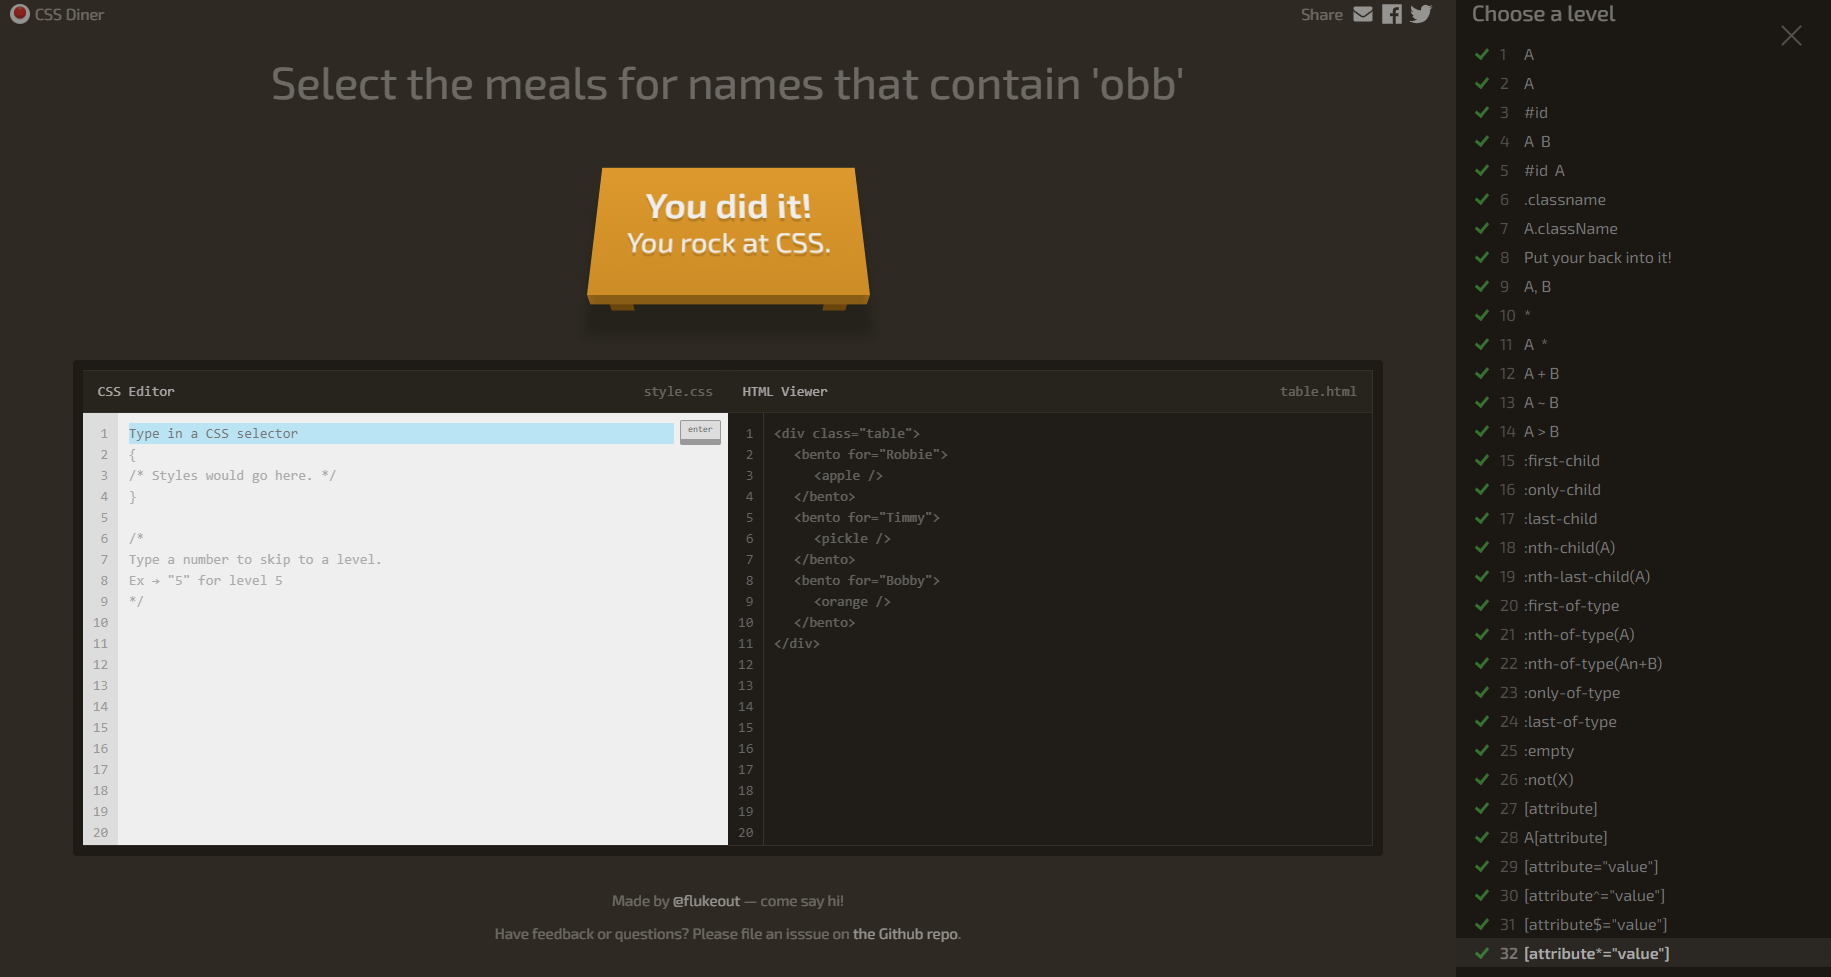 CSS Diner
Share
Select the meals for names that contain 'obb'
You did it!
You rock at CSS.
CSS Editor
style.css
1 Type in a CSS selector
enter
2 {
3 /* Styles would go here. */
4 }
5
6 /*
7 Type a number to skip to a level.
8 Ex → "5" for level 5
9 */
10
11
12
13
14
15
16
17
18
19
20
HTML Viewer
table.html
1 <div class="table">
2 <bento for="Robbie">
3 <apple />
4 </bento>
5 <bento for="Timmy">
6 <pickle />
7 </bento>
8 <bento for="Bobby">
9 <orange />
10 </bento>
11 </div>
12
13
14
15
16
17
18
19
20
Made by @flukeout — come say hi!
Have feedback or questions? Please file an isssue on the Github repo.
Choose a level
1 A
2 A
3 #id
4 A B
5 #id A
6 .classname
7 A.className
8 Put your back into it!
9 A, B
10 *
11 A *
12 A + B
13 A ~ B
14 A > B
15 :first-child
16 :only-child
17 :last-child
18 :nth-child(A)
19 :nth-last-child(A)
20 :first-of-type
21 :nth-of-type(A)
22 :nth-of-type(An+B)
23 :only-of-type
24 :last-of-type
25 :empty
26 :not(X)
27 [attribute]
28 A[attribute]
29 [attribute="value"]
30 [attribute^="value"]
31 [attribute$="value"]
32 [attribute*="value"]